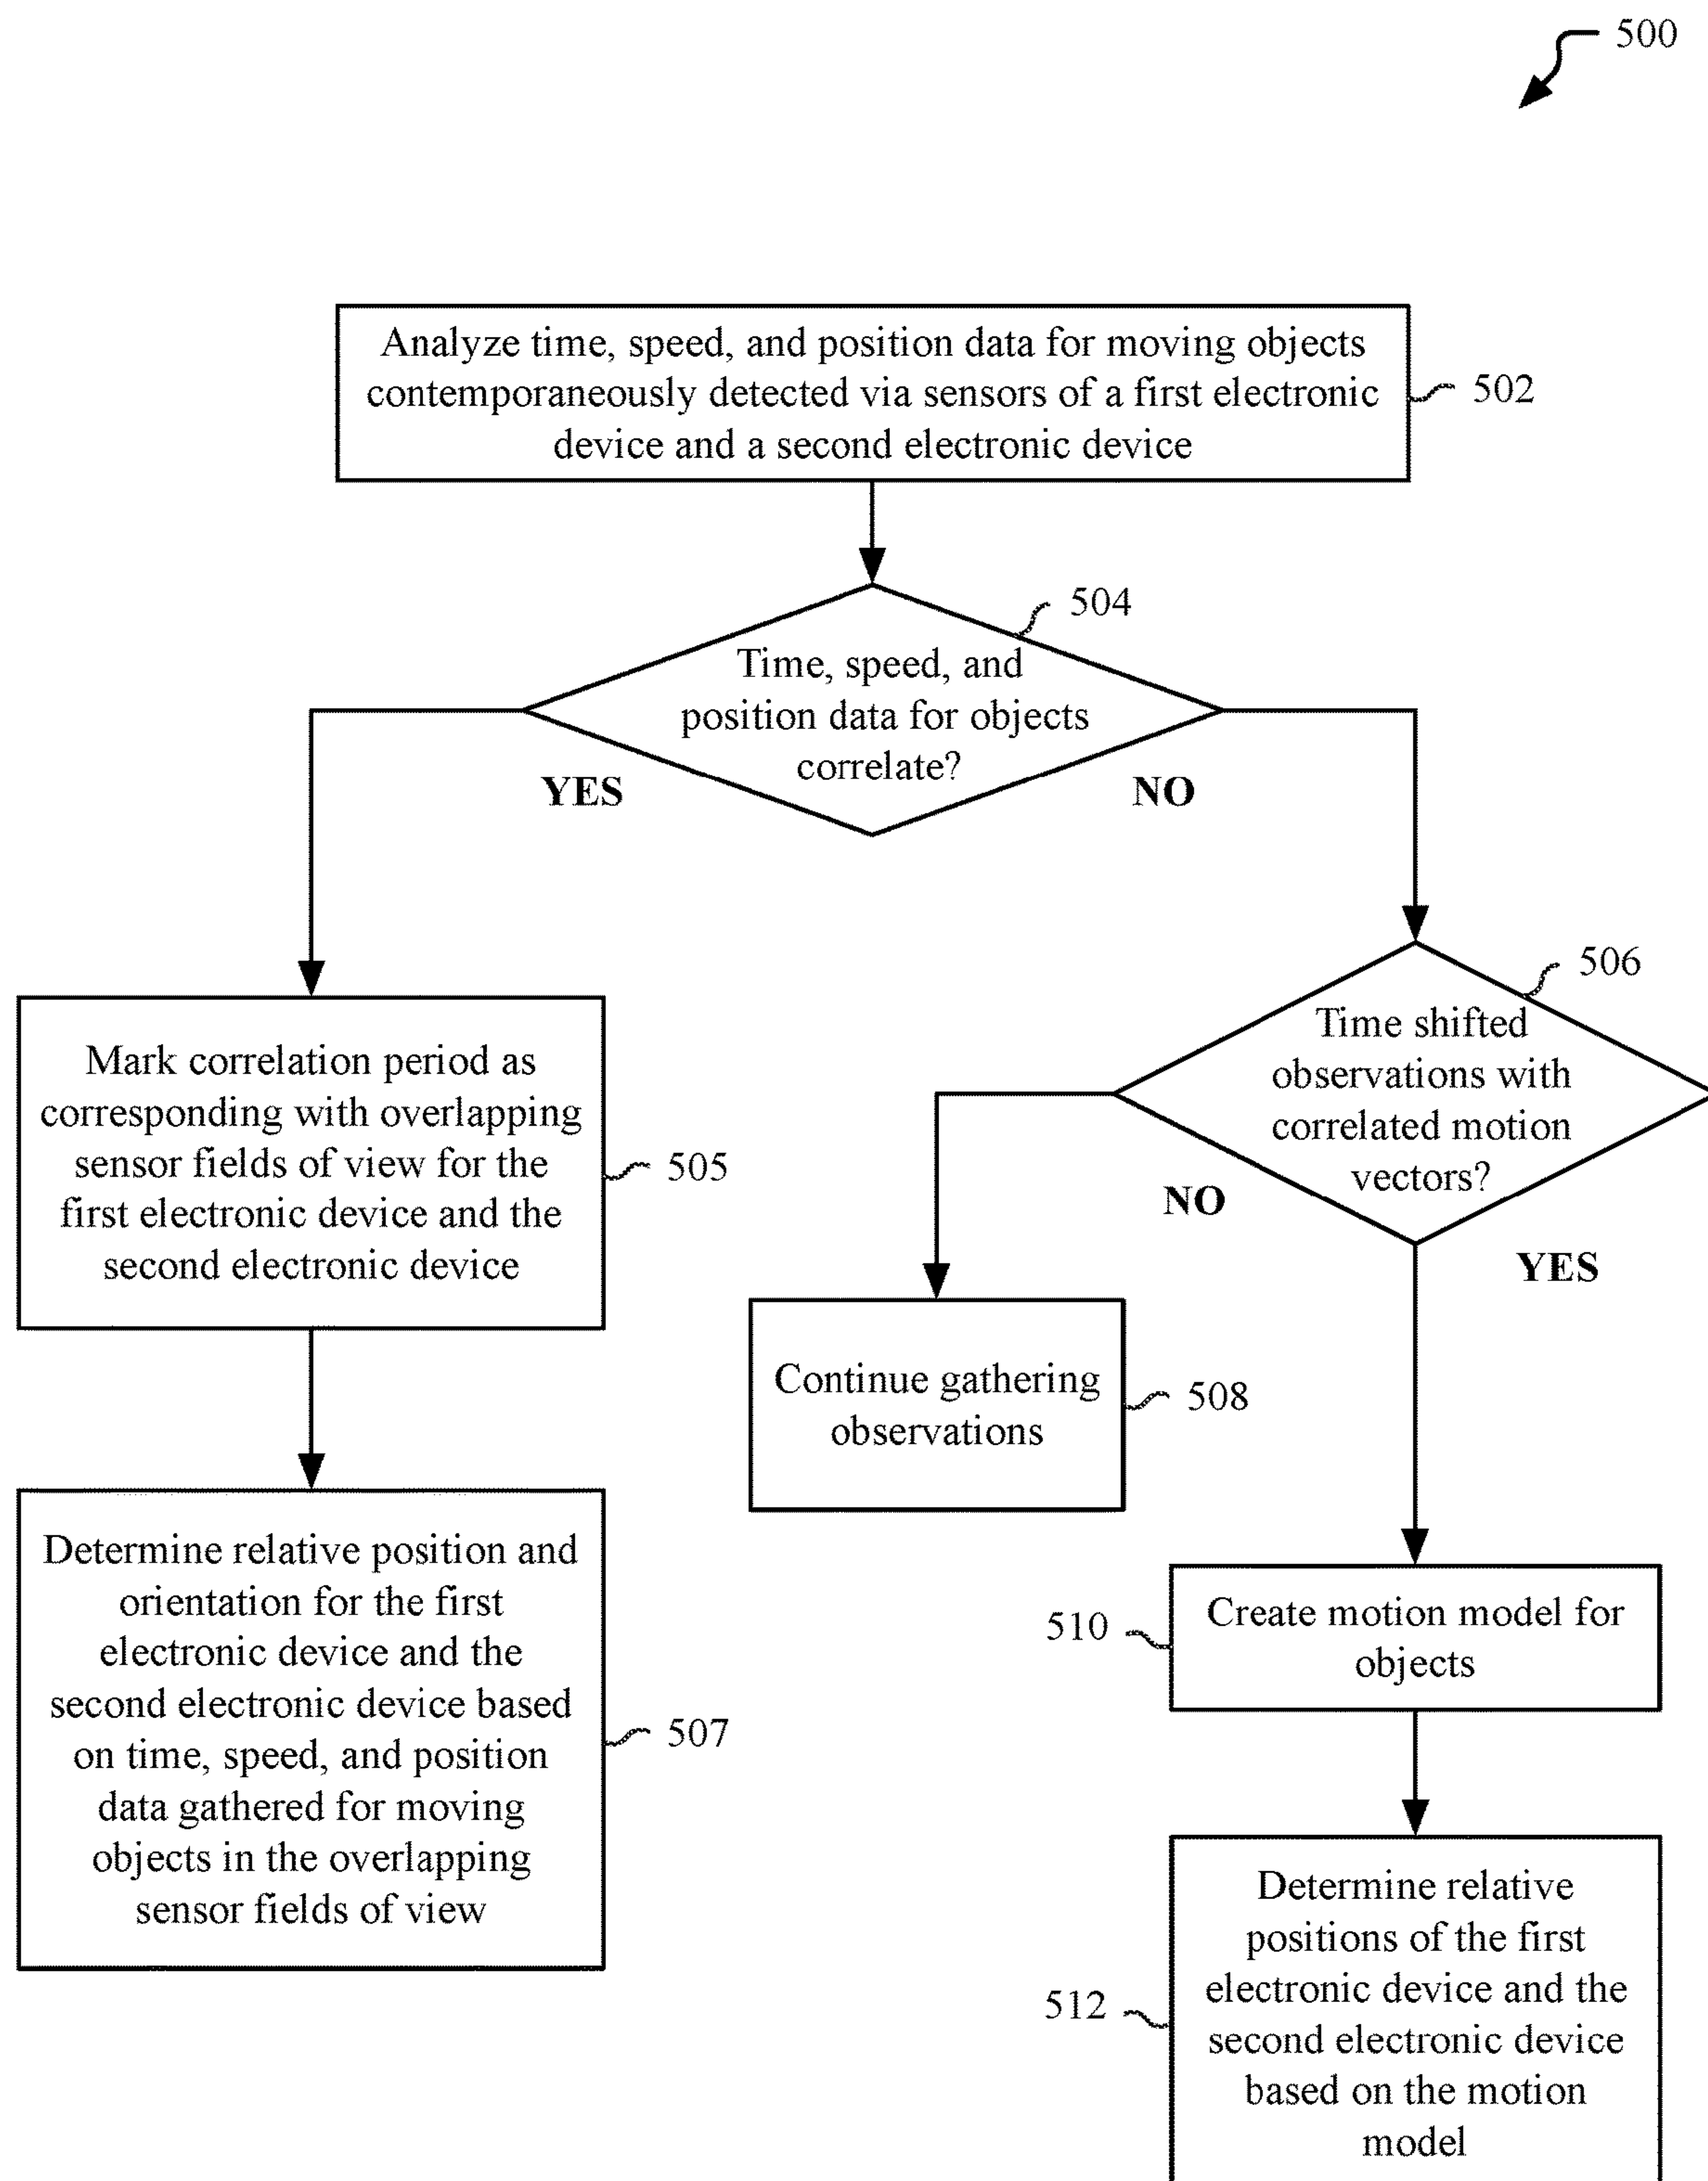 500
Analyze time, speed, and position data for moving objects
contemporaneously detected via sensors of a first electronic
device and a second electronic device
502
504
Time, speed, and
position data for objects
correlate?
YES
NO
506
Time shifted
observations with
correlated motion
vectors?
NO
YES
Mark correlation period as
corresponding with overlapping
sensor fields of view for the
first electronic device and the
second electronic device
505
Continue gathering
observations
508
Determine relative position and
orientation for the first
electronic device and the
second electronic device based
on time, speed, and position
data gathered for moving
objects in the overlapping
sensor fields of view
507
510
Create motion model for
objects
512
Determine relative
positions of the first
electronic device and the
second electronic device
based on the motion
model